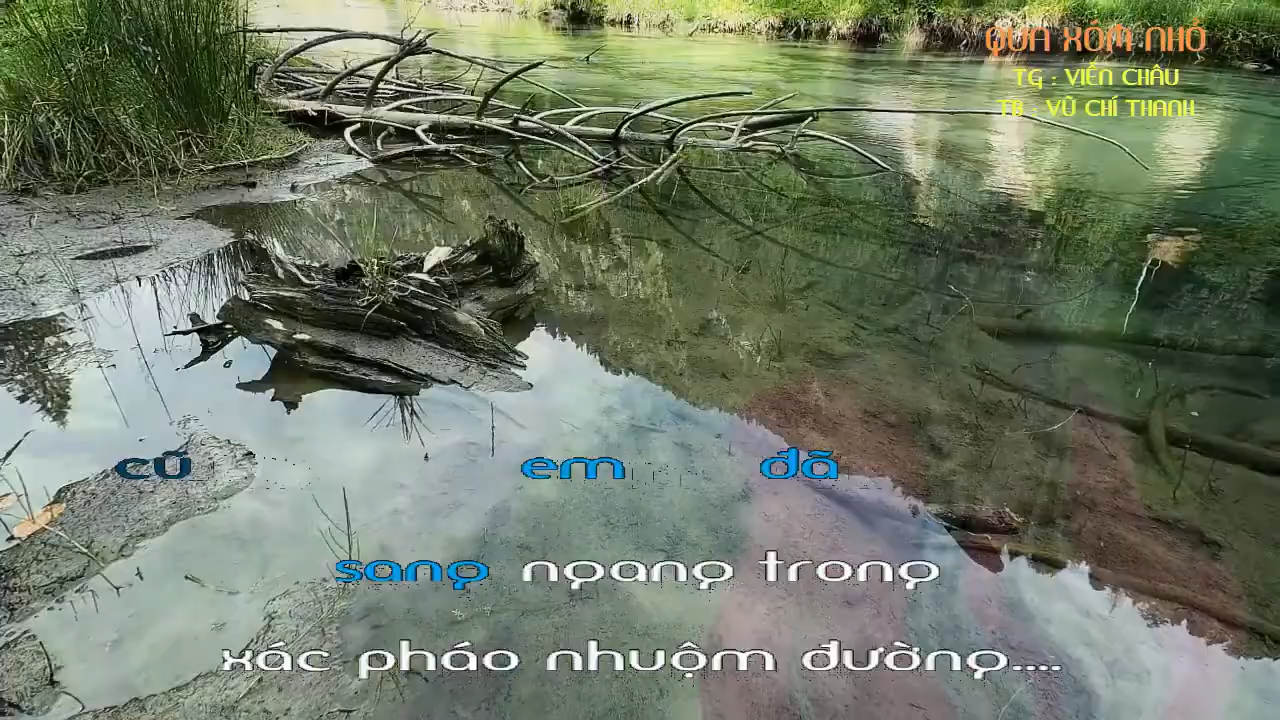 QUA XÓM NHỎ
TG : VIỄN CHÂU
TB : VŨ CHÍ THANH
cũ em đã
sang ngang trong
xác pháo nhuộm đường....